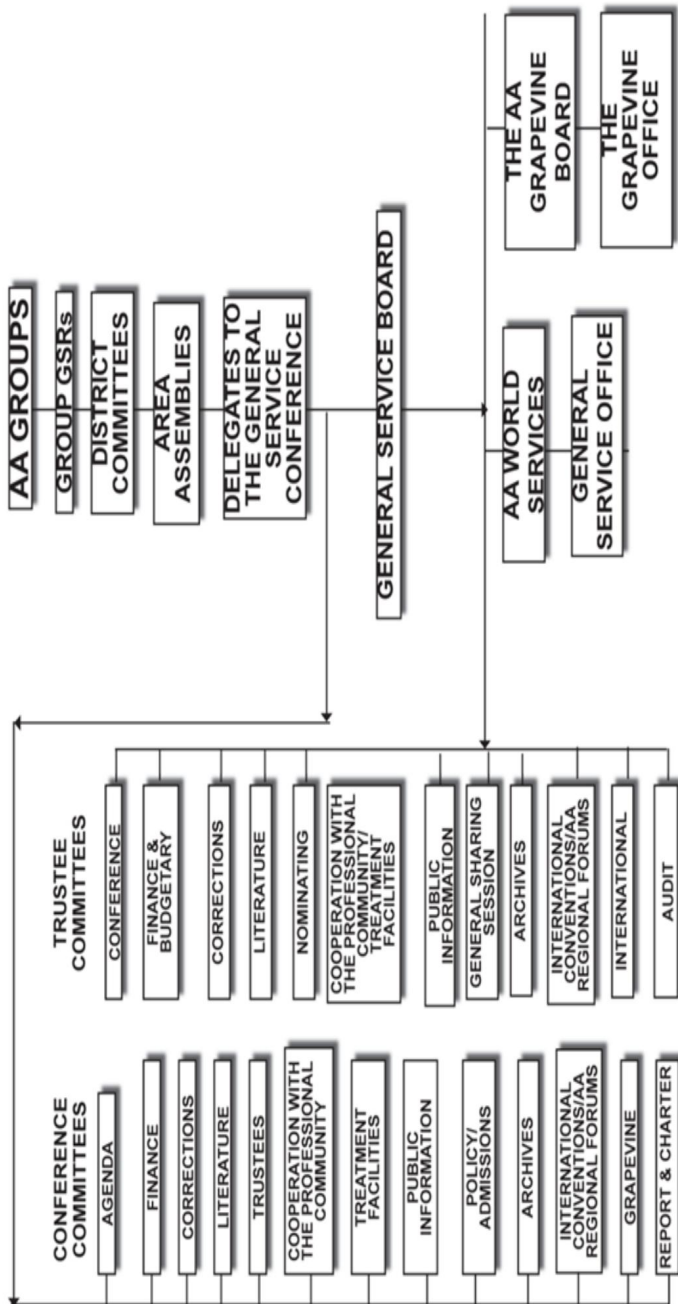 AA GROUPS
GROUP GSRs
DISTRICT
COMMITTEES
AREA
ASSEMBLIES
DELEGATES TO
THE GENERAL
SERVICE
CONFERENCE
GENERAL SERVICE BOARD
AA WORLD
SERVICES
GENERAL
SERVICE OFFICE
THE AA
GRAPEVINE
BOARD
THE
GRAPEVINE
OFFICE
TRUSTEE
COMMITTEES
CONFERENCE
FINANCE &
BUDGETARY
CORRECTIONS
LITERATURE
NOMINATING
COOPERATION WITH
THE PROFESSIONAL
COMMUNITY/
TREATMENT
FACILITIES
PUBLIC
INFORMATION
GENERAL SHARING
SESSION
ARCHIVES
INTERNATIONAL
CONVENTIONS/AA
REGIONAL FORUMS
INTERNATIONAL
AUDIT
CONFERENCE
COMMITTEES
AGENDA
FINANCE
CORRECTIONS
LITERATURE
TRUSTEES
COOPERATION WITH
THE PROFESSIONAL
COMMUNITY
TREATMENT
FACILITIES
PUBLIC
INFORMATION
POLICY/
ADMISSIONS
ARCHIVES
INTERNATIONAL
CONVENTIONS/AA
REGIONAL FORUMS
GRAPEVINE
REPORT & CHARTER